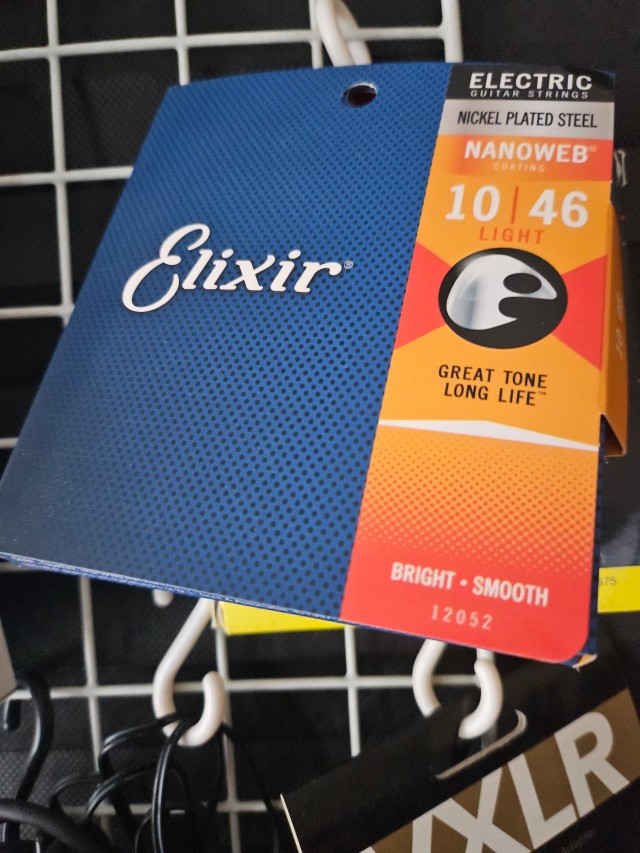 ELECTRIC
GUITAR STRINGS
NICKEL PLATED STEEL
NANOWEB®
COATING
10 | 46
LIGHT
Elixir®
GREAT TONE
LONG LIFE™
BRIGHT • SMOOTH
12052
XLR